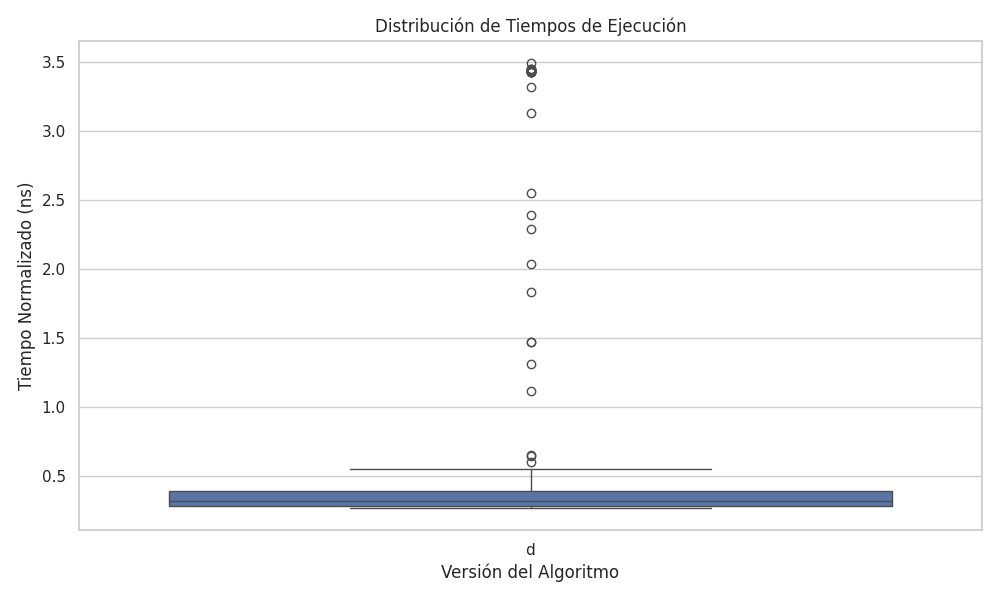 Distribución de Tiempos de Ejecución
3.5
3.0
2.5
2.0
1.5
1.0
0.5
Tiempo Normalizado (ns)
d
Versión del Algoritmo